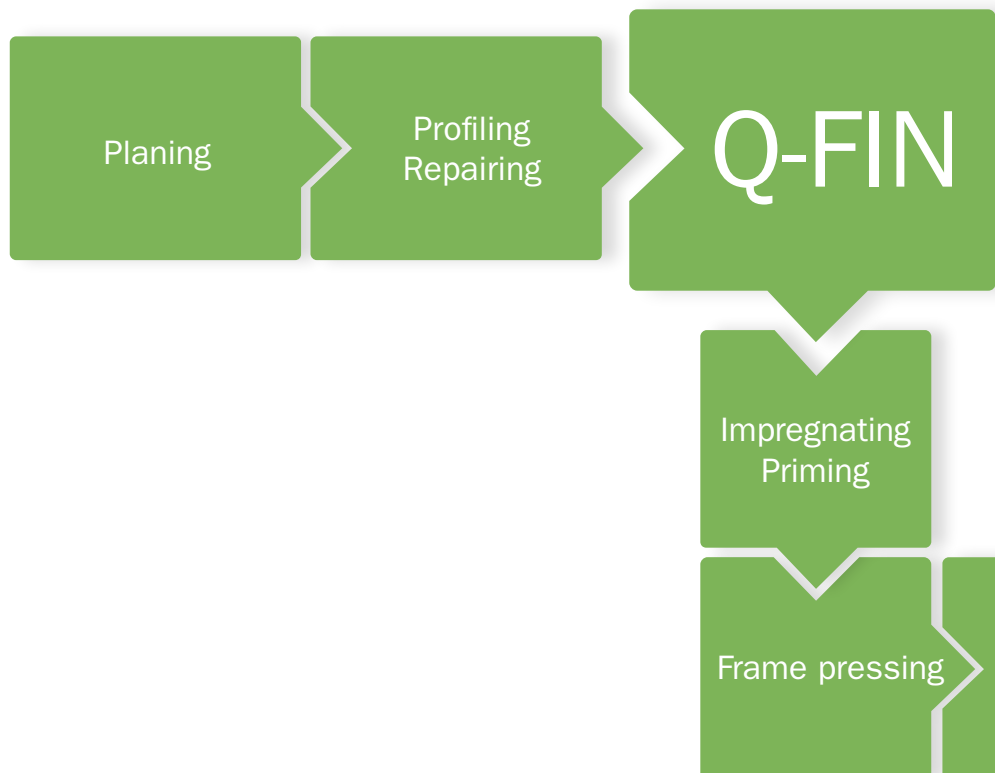 Planing
Profiling
Repairing
Q-FIN
Impregnating
Priming
Frame pressing